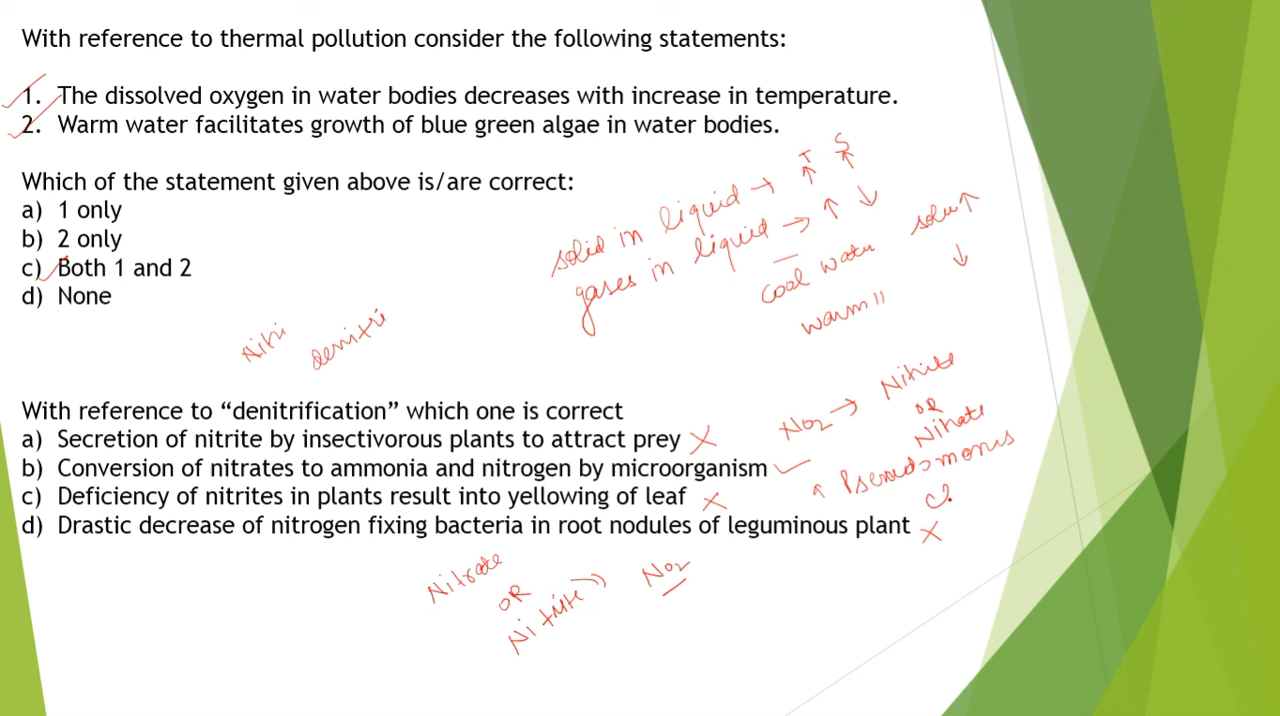 With reference to thermal pollution consider the following statements:
1. The dissolved oxygen in water bodies decreases with increase in temperature.
2. Warm water facilitates growth of blue green algae in water bodies.
Which of the statement given above is/are correct:
a) 1 only
b) 2 only
c) Both 1 and 2
d) None
T S
solid in liquid → ↑ ↑
gases in liquid → ↑ ↓
cool water
↑
warm " ↓
Nitri denitri
With reference to “denitrification” which one is correct
a) Secretion of nitrite by insectivorous plants to attract prey
b) Conversion of nitrates to ammonia and nitrogen by microorganism
c) Deficiency of nitrites in plants result into yellowing of leaf
d) Drastic decrease of nitrogen fixing bacteria in root nodules of leguminous plant
NO2 → Nitrite
OR
Nitrate
Nitrate
OR
Nitrite
NO2